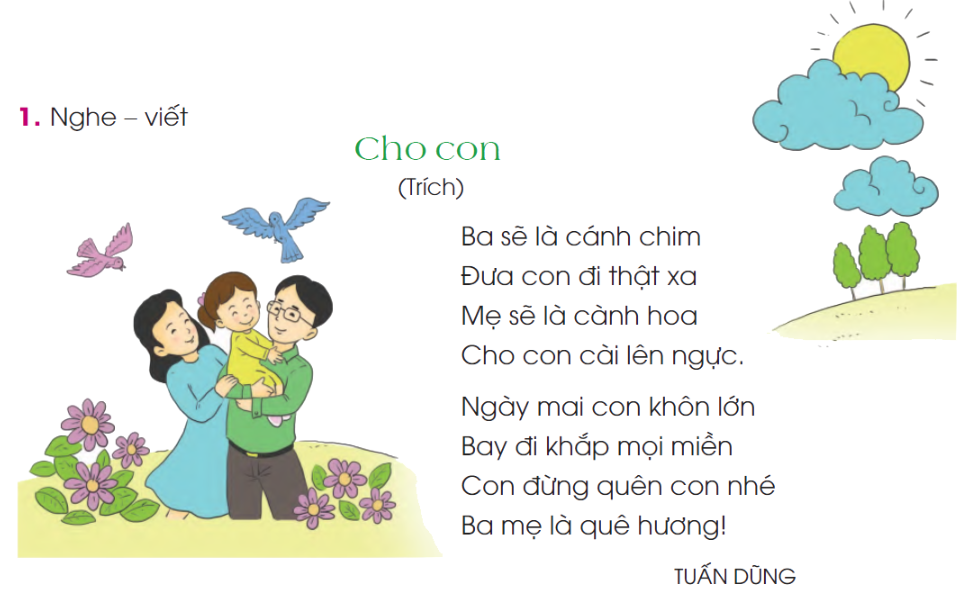 1. Nghe – viết
Cho con
(Trích)
Ba sẽ là cánh chim
Đưa con đi thật xa
Mẹ sẽ là cành hoa
Cho con cài lên ngực.
Ngày mai con khôn lớn
Bay đi khắp mọi miền
Con đừng quên con nhé
Ba mẹ là quê hương!
TUẤN DŨNG